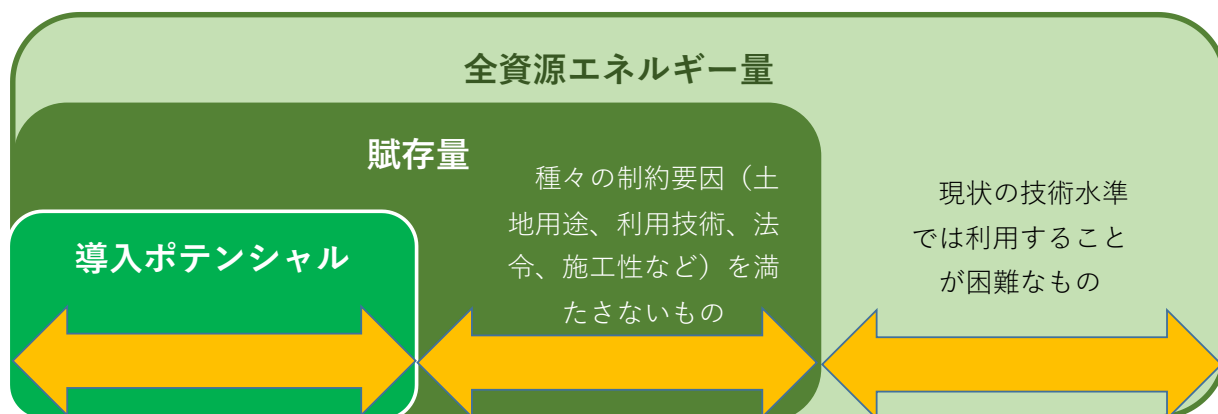 全資源エネルギー量
賦存量
種々の制約要因（土
地用途、利用技術、法
令、施工性など）を満
たさないもの
現状の技術水準
では利用すること
が困難なもの
導入ポテンシャル